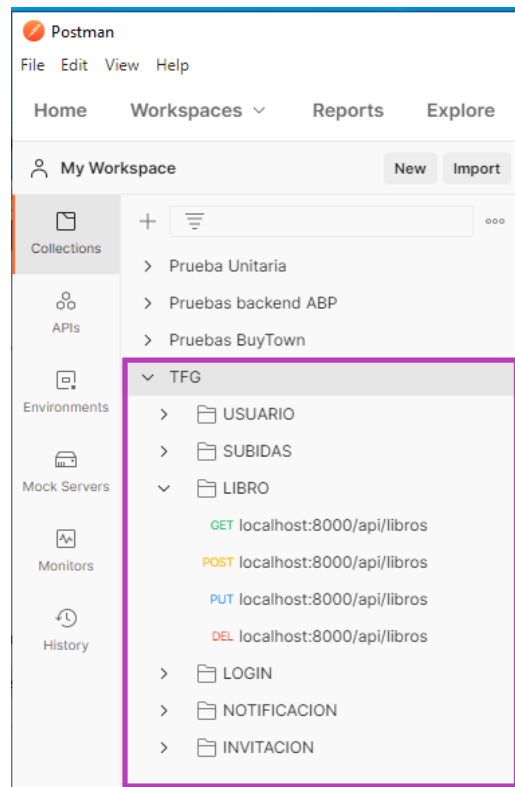 Postman
File Edit View Help
Home Workspaces Reports Explore
My Workspace New Import
Collections
APIs
Environments
Mock Servers
Monitors
History
Prueba Unitaria
Pruebas backend ABP
Pruebas BuyTown
TFG
USUARIO
SUBIDAS
LIBRO
GET localhost:8000/api/libros
POST localhost:8000/api/libros
PUT localhost:8000/api/libros
DEL localhost:8000/api/libros
LOGIN
NOTIFICACION
INVITACION